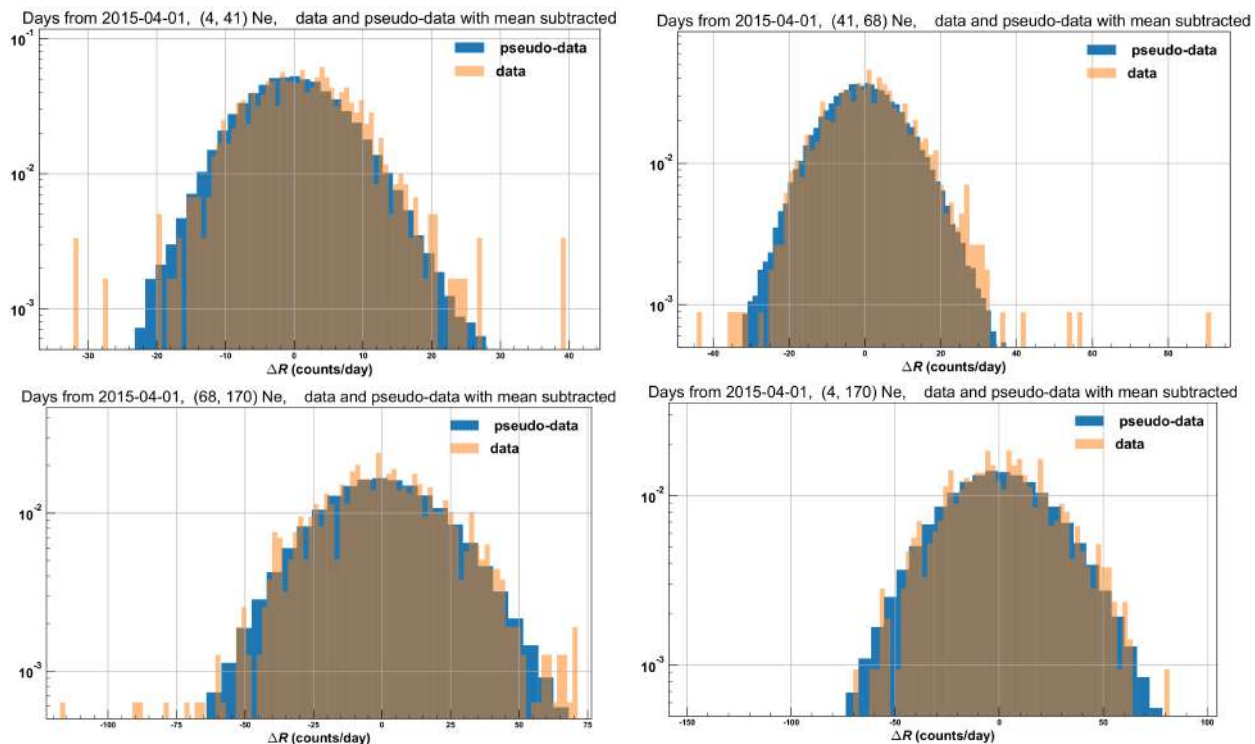 Days from 2015-04-01, (4, 41) Ne, data and pseudo-data with mean subtracted
10⁻¹
pseudo-data
data
10⁻²
10⁻³
-30 -20 -10 0 10 20 30 40
ΔR (counts/day)
Days from 2015-04-01, (41, 68) Ne, data and pseudo-data with mean subtracted
pseudo-data
data
10⁻²
10⁻³
-40 -20 0 20 40 60 80
ΔR (counts/day)
Days from 2015-04-01, (68, 170) Ne, data and pseudo-data with mean subtracted
pseudo-data
data
10⁻²
10⁻³
-100 -75 -50 -25 0 25 50 75
ΔR (counts/day)
Days from 2015-04-01, (4, 170) Ne, data and pseudo-data with mean subtracted
pseudo-data
data
10⁻²
10⁻³
-150 -100 -50 0 50 100
ΔR (counts/day)